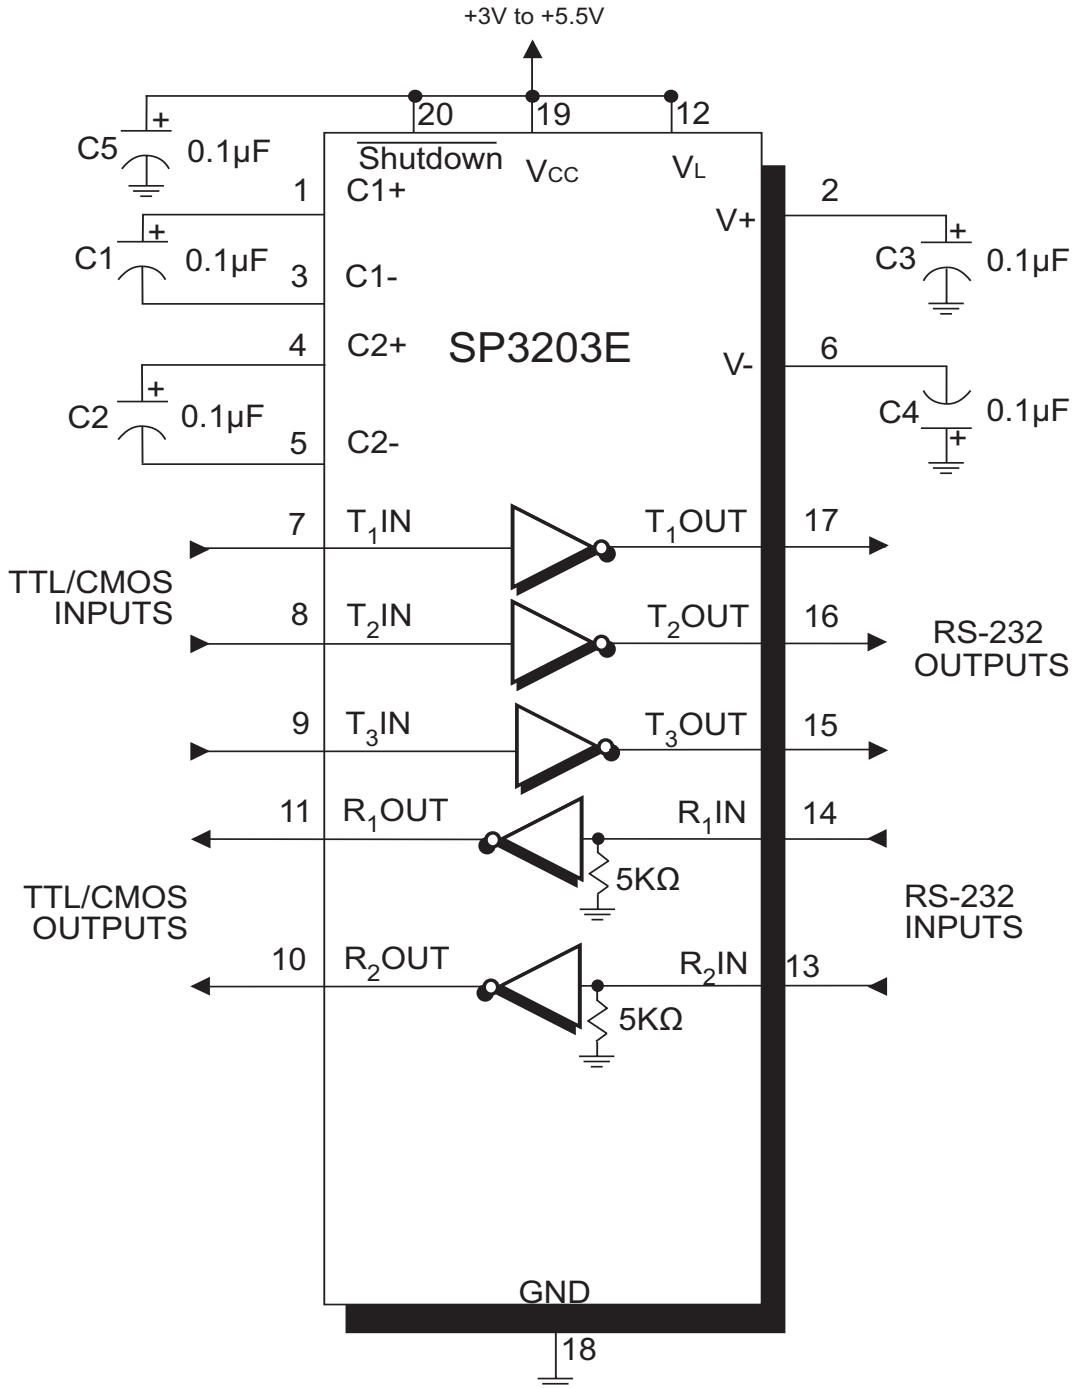 +3V to +5.5V
20
19
12
C5
+
0.1µF
Shutdown
VCC
VL
1
C1+
2
V+
C1
+
0.1µF
C3
+
0.1µF
3
C1-
4
C2+
SP3203E
6
V-
C2
+
0.1µF
C4
+
0.1µF
5
C2-
7
T1IN
T1OUT
17
TTL/CMOS
INPUTS
8
T2IN
T2OUT
16
RS-232
OUTPUTS
9
T3IN
T3OUT
15
11
R1OUT
R1IN
14
5KΩ
TTL/CMOS
OUTPUTS
RS-232
INPUTS
10
R2OUT
R2IN
13
5KΩ
GND
18